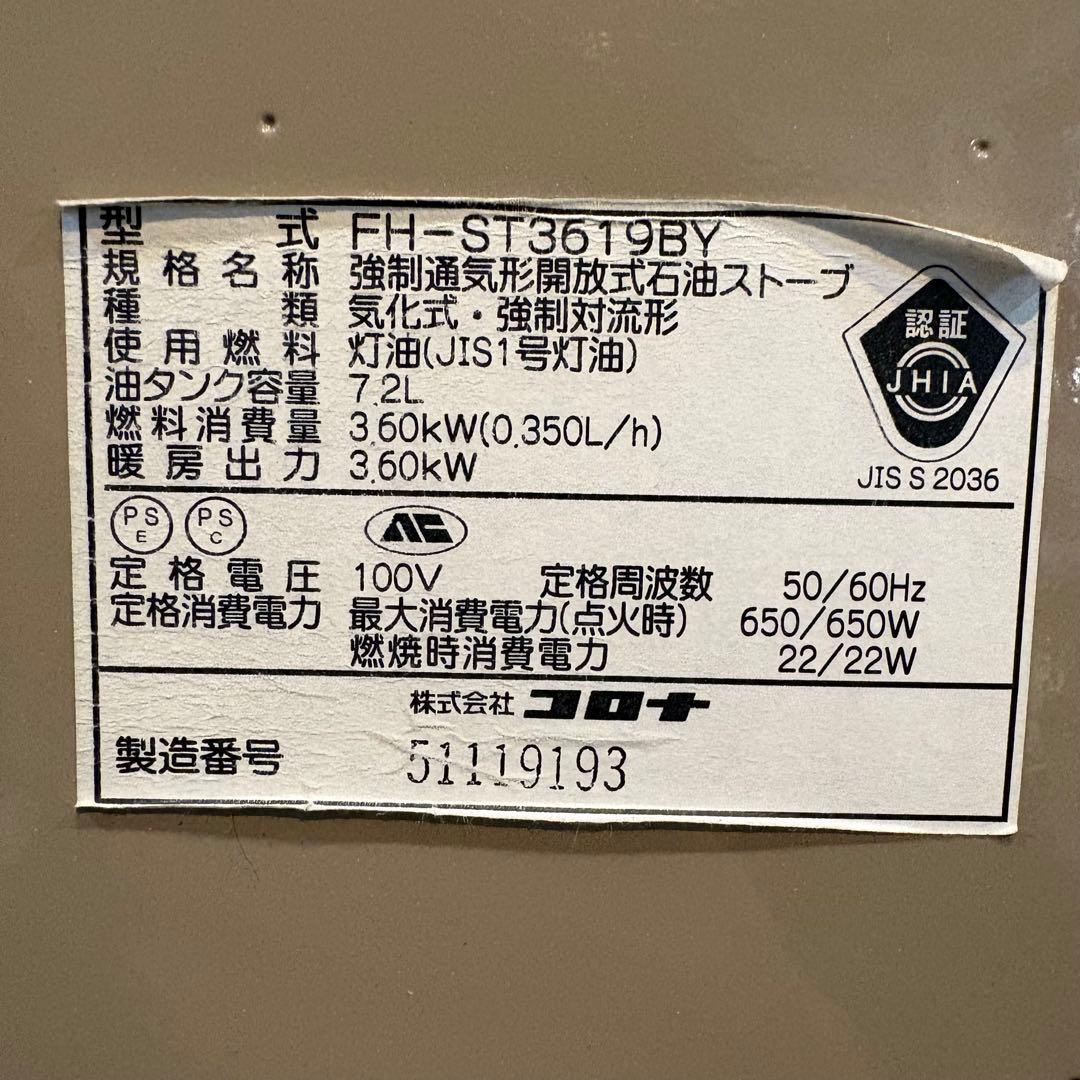 型式 FH-ST3619BY
規格名称 強制通気形開放式石油ストーブ
種類 気化式・強制対流形
使用燃料 灯油(JIS1号灯油)
油タンク容量 7.2L
燃料消費量 3.60kW(0.350L/h)
暖房出力 3.60kW
認証
JHIA
JIS S 2036
PS E PS C
定格電圧 100V 定格周波数 50/60Hz
定格消費電力 最大消費電力(点火時) 650/650W
燃焼時消費電力 22/22W
株式会社 コロナ
製造番号 51119193